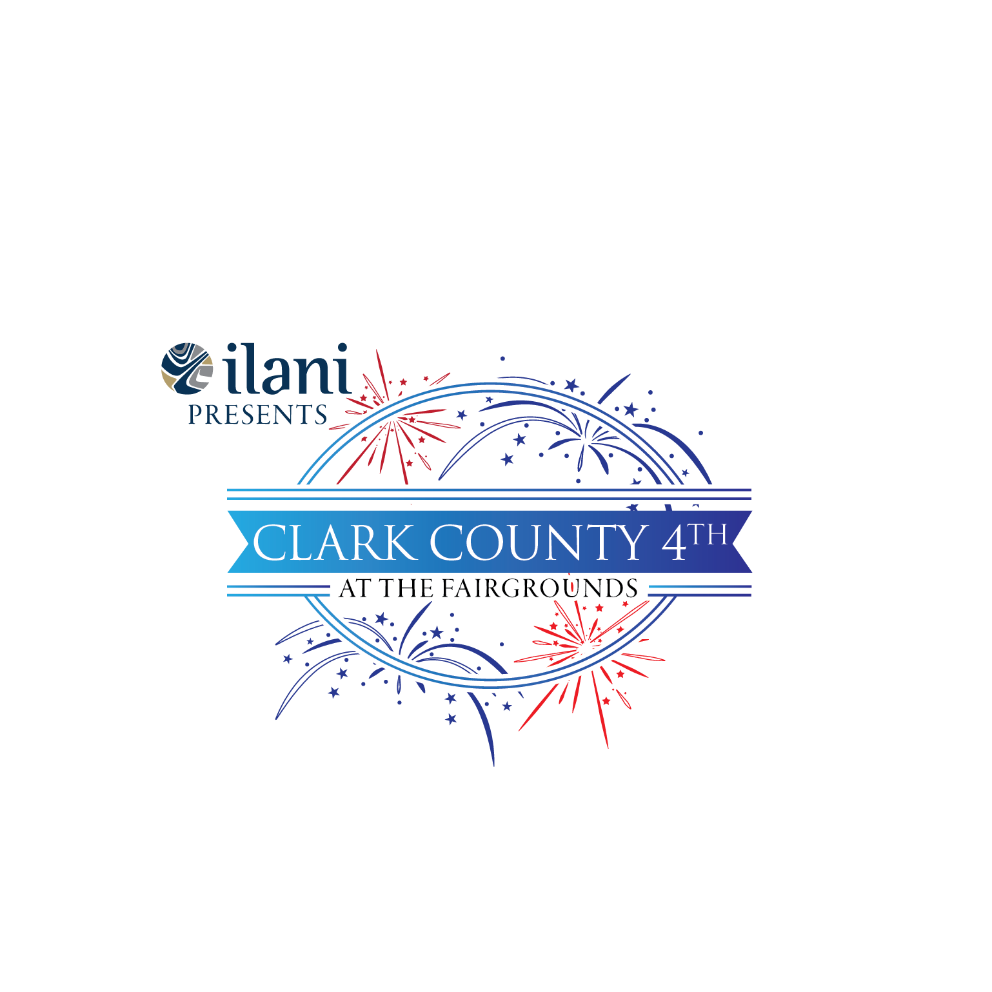 ilani
PRESENTS
CLARK COUNTY 4TH
AT THE FAIRGROUNDS